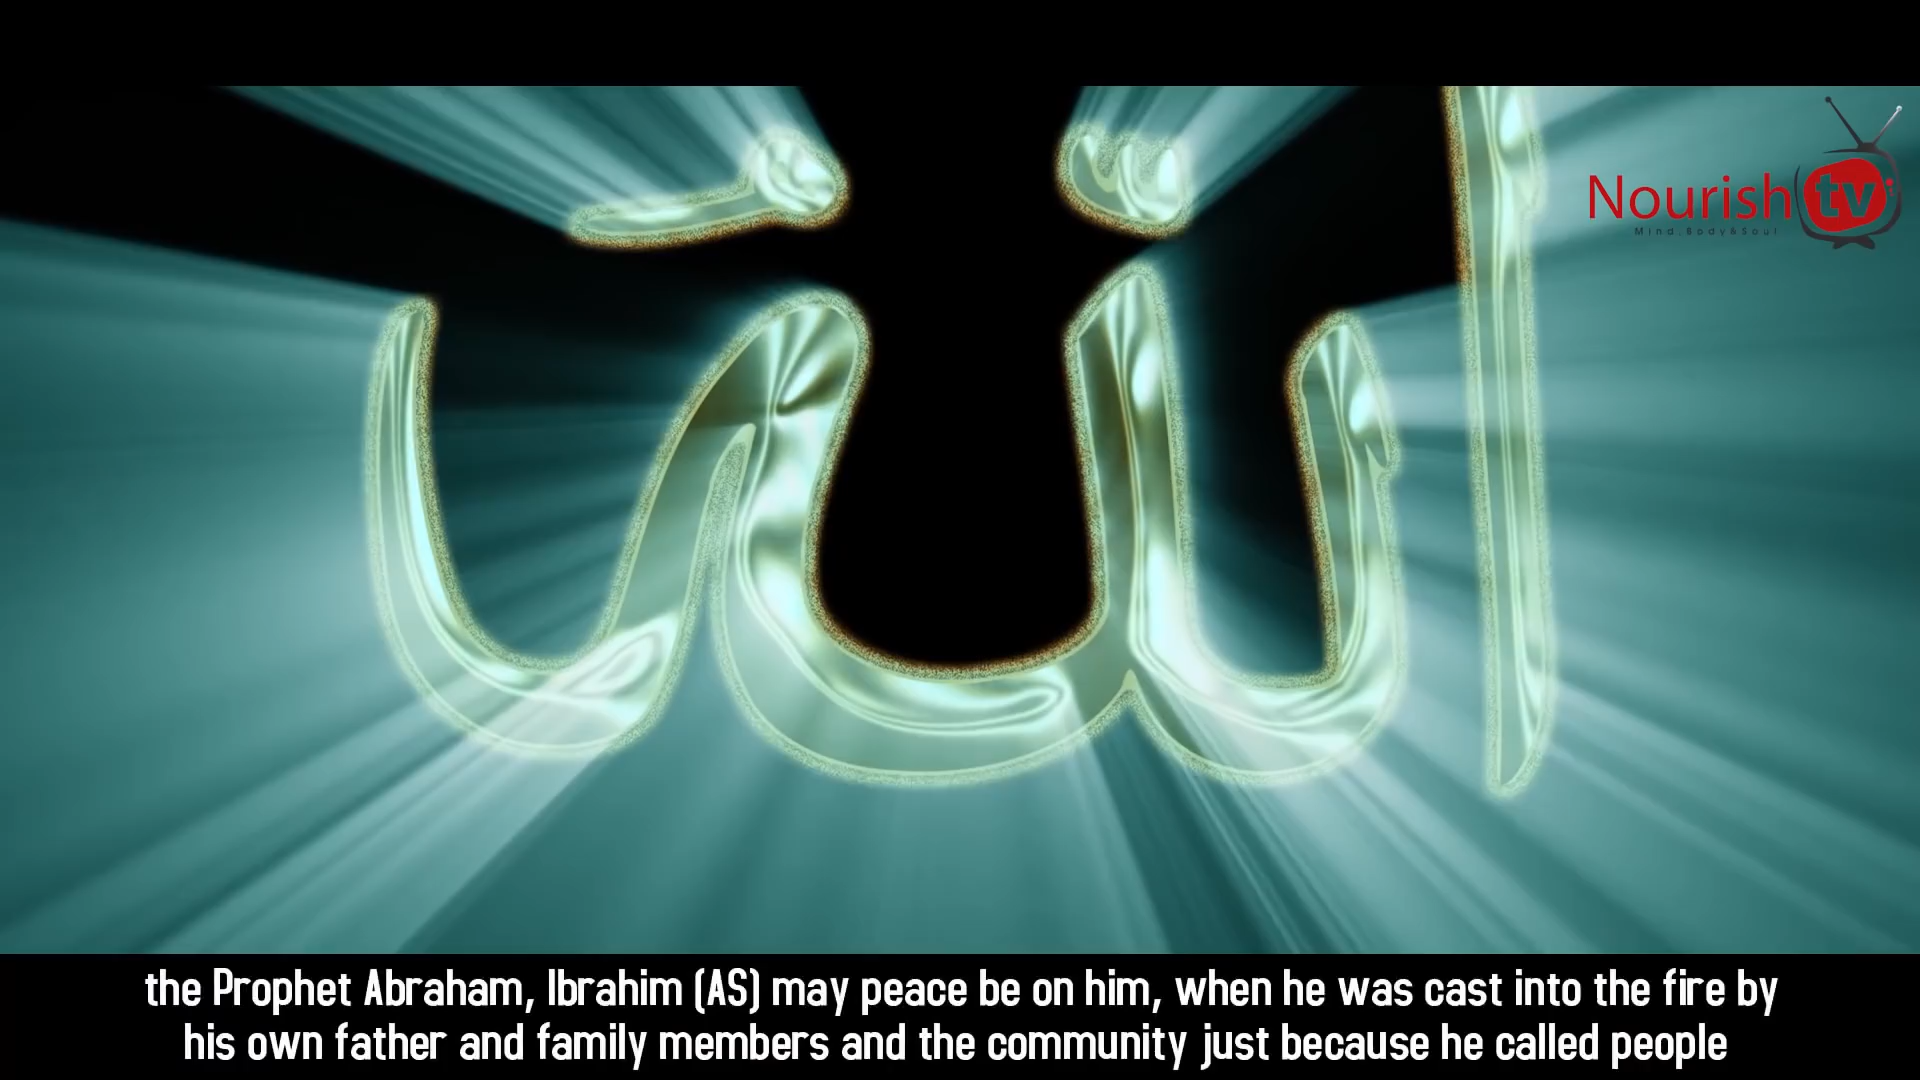 الله
Nourish tv
Mind, Body & Soul
the Prophet Abraham, Ibrahim (AS) may peace be on him, when he was cast into the fire by
his own father and family members and the community just because he called people